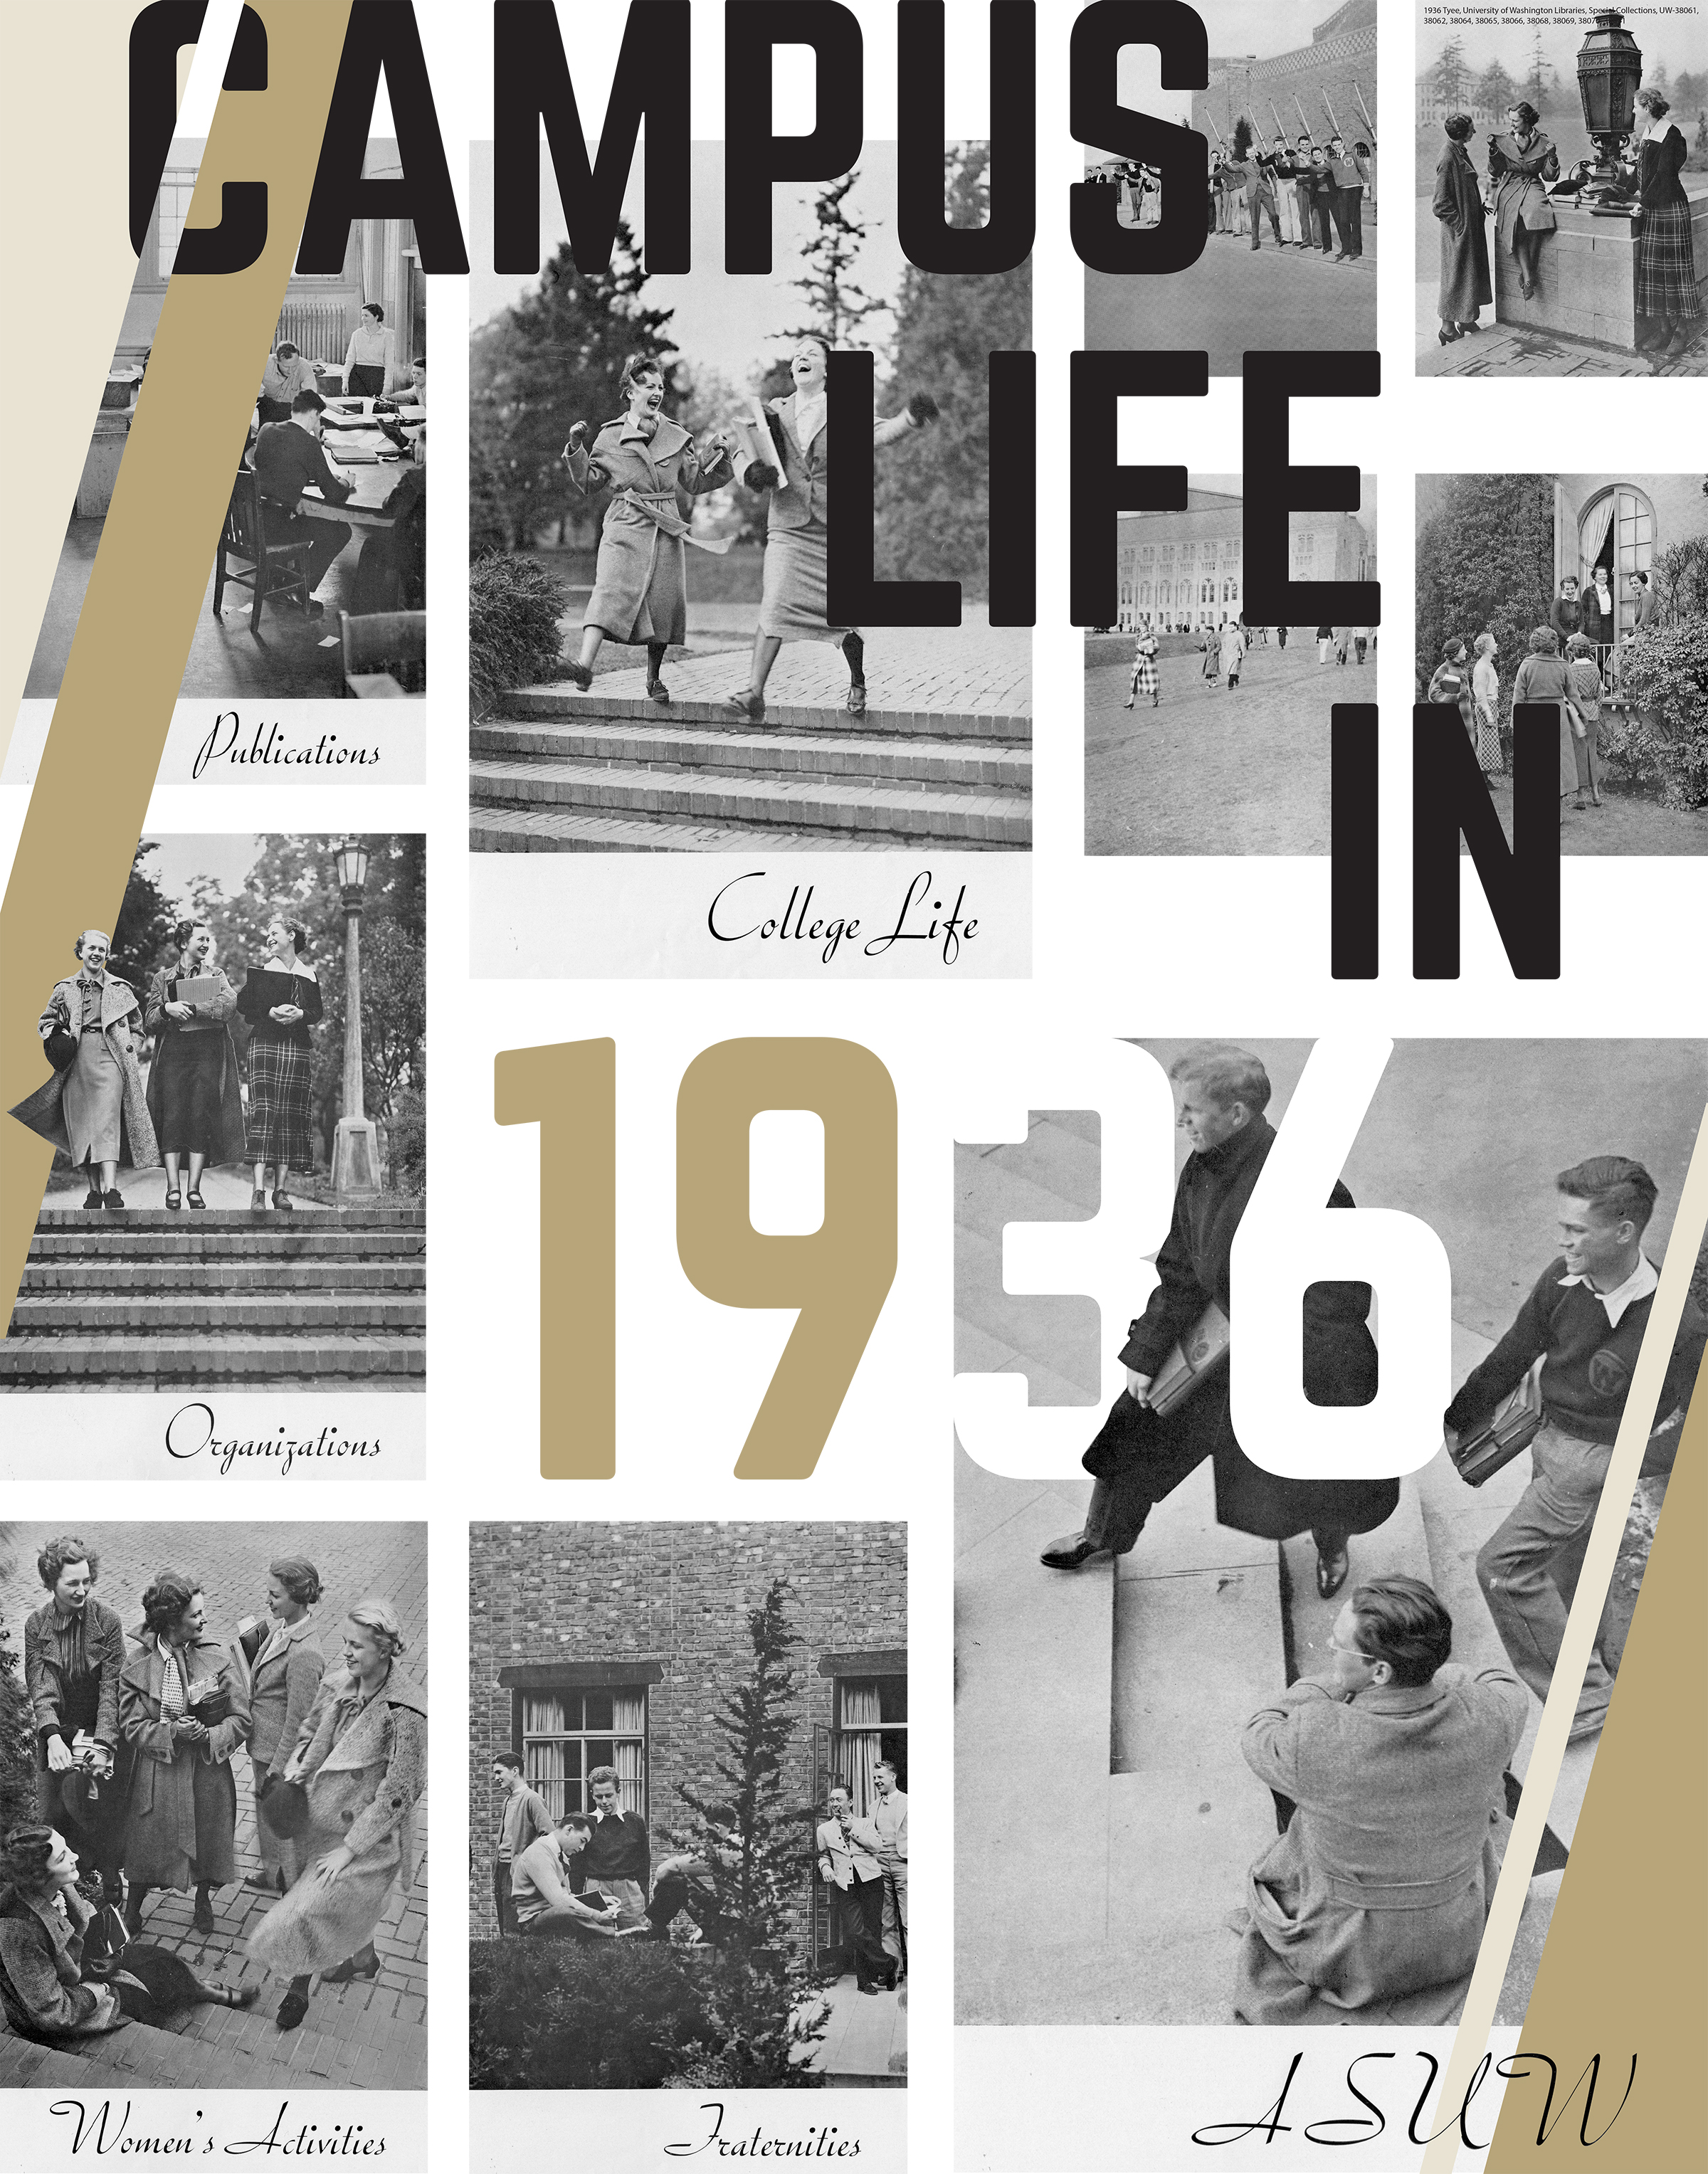 CAMPUS
LIFE
IN
1936
1936 Tyee, University of Washington Libraries, Special Collections, UW-38061,
38062, 38064, 38065, 38066, 38068, 38069,
Publications
College Life
Organizations
Women's Activities
Fraternities
ASUW